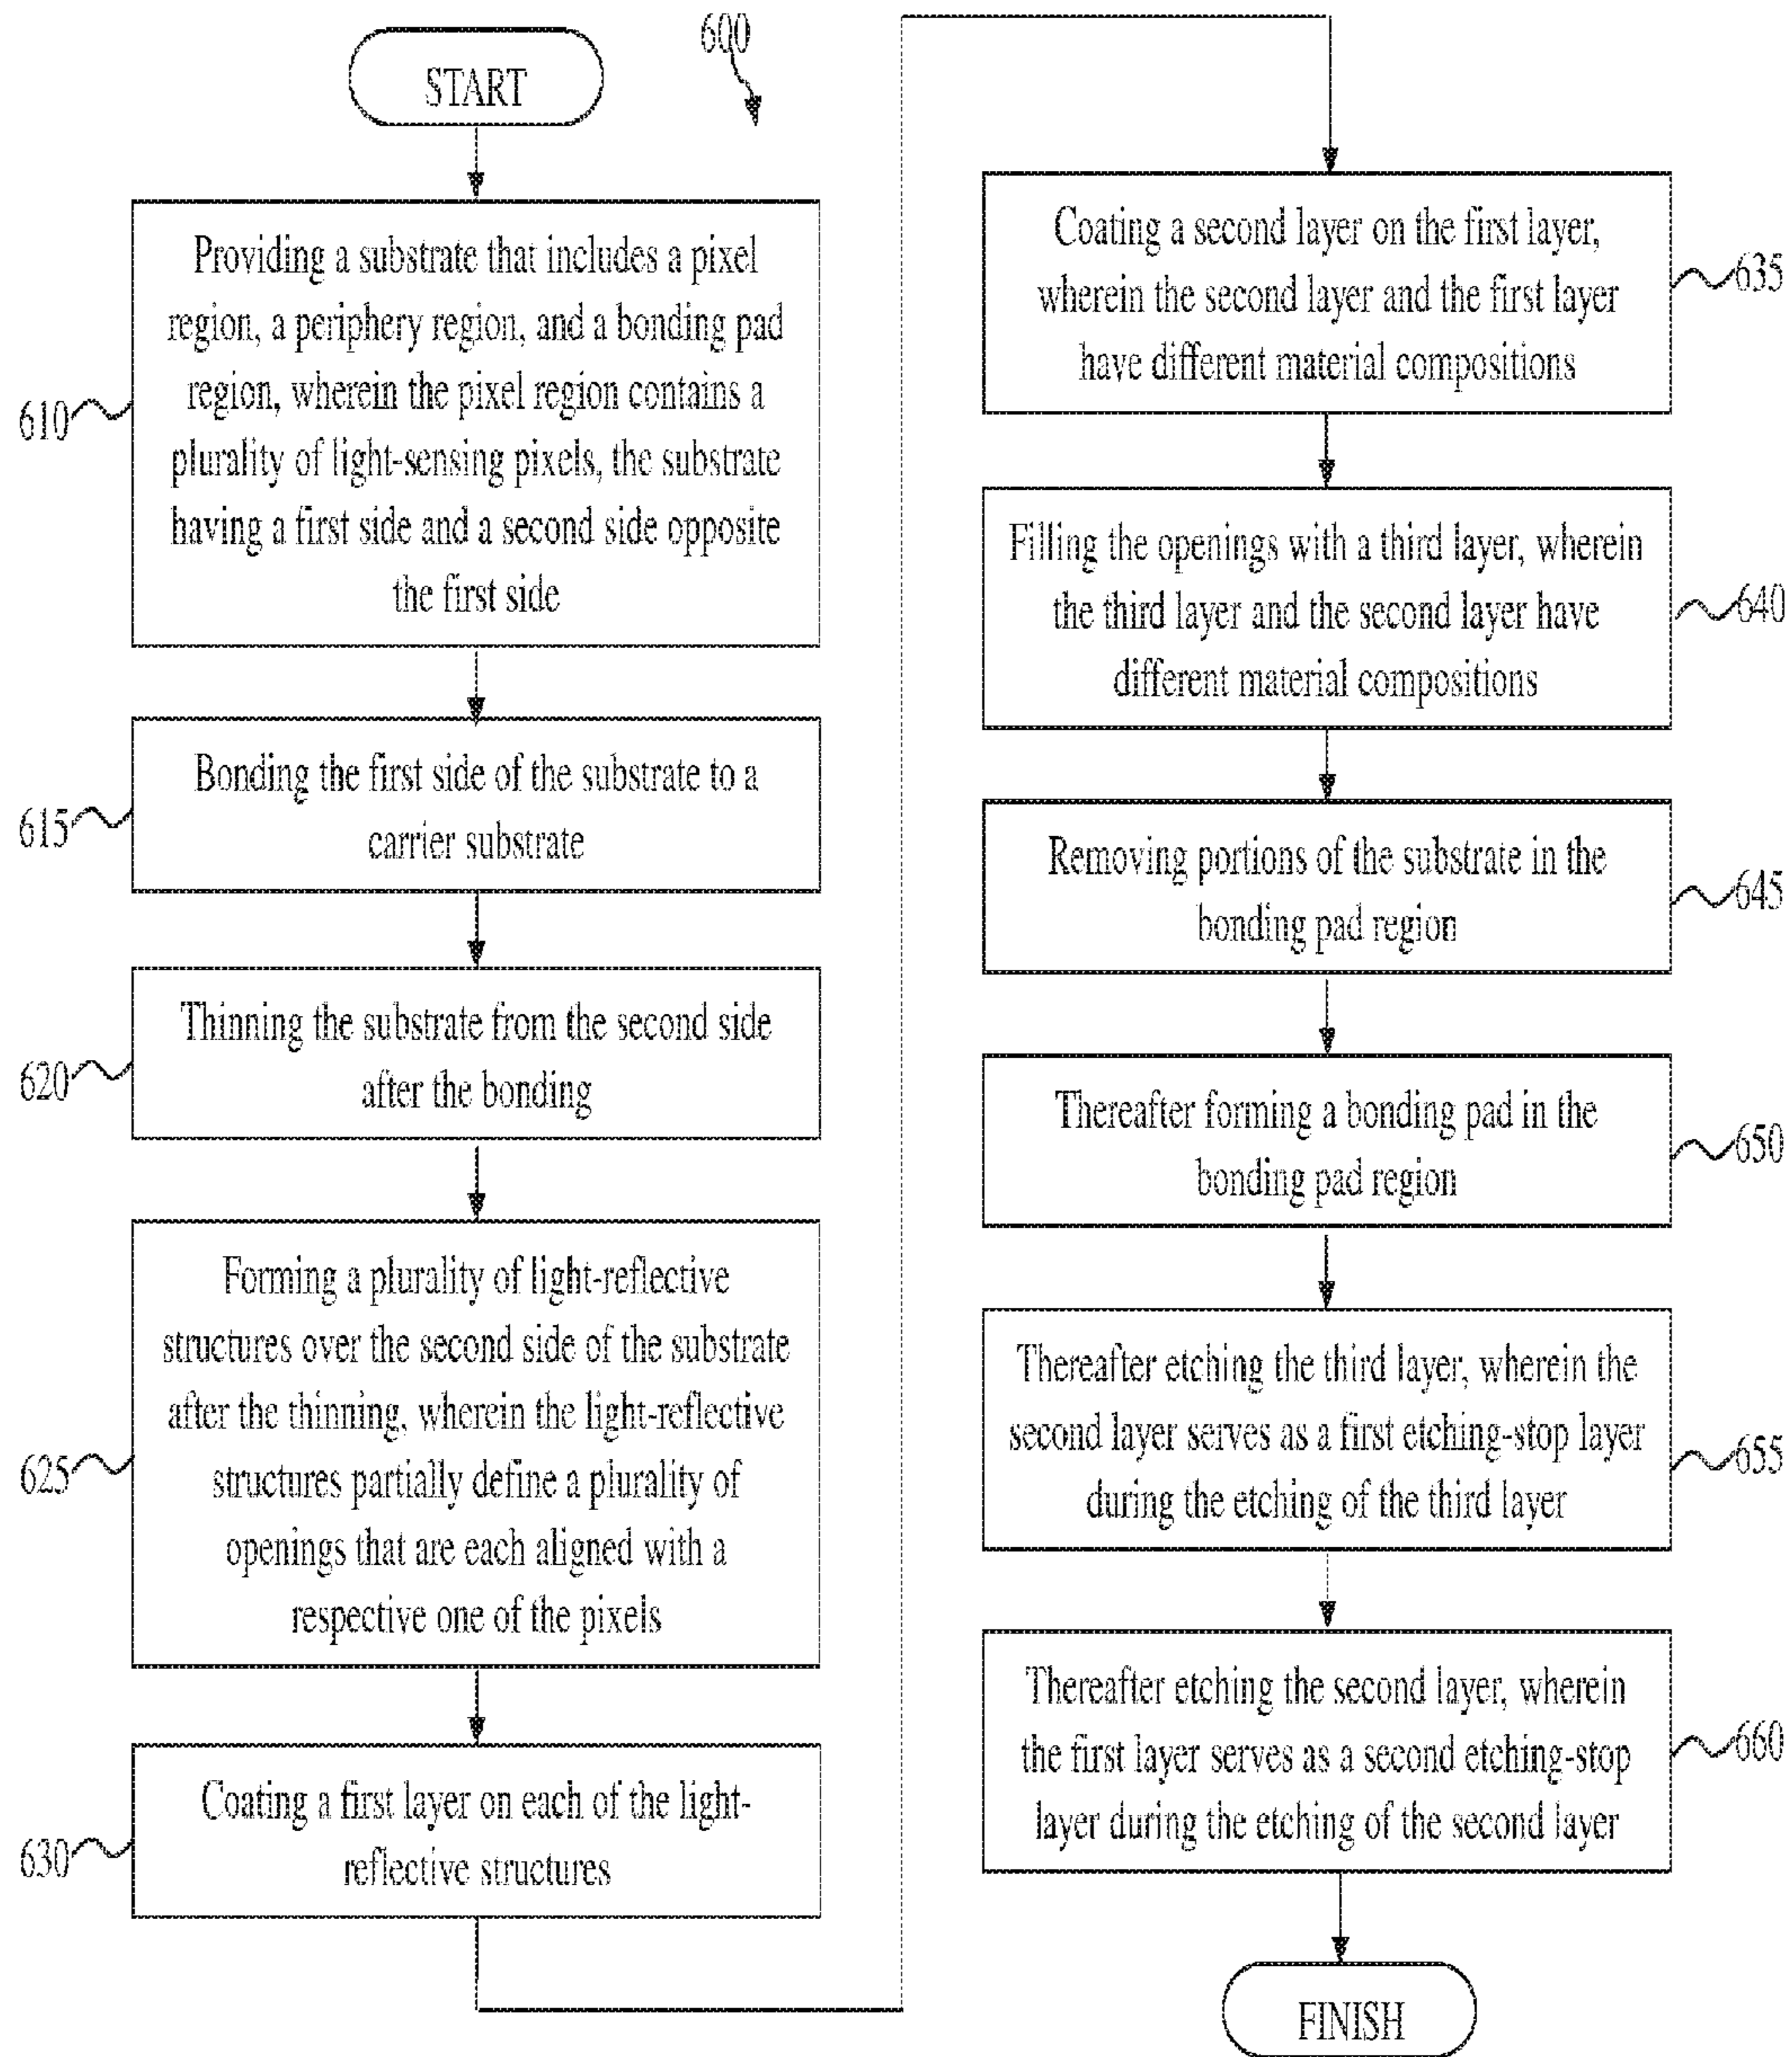 600
START
Providing a substrate that includes a pixel
region, a periphery region, and a bonding pad
region, wherein the pixel region contains a
plurality of light-sensing pixels, the substrate
having a first side and a second side opposite
the first side
610
Bonding the first side of the substrate to a
carrier substrate
615
Thinning the substrate from the second side
after the bonding
620
Forming a plurality of light-reflective
structures over the second side of the substrate
after the thinning, wherein the light-reflective
structures partially define a plurality of
openings that are each aligned with a
respective one of the pixels
625
Coating a first layer on each of the light-
reflective structures
630
Coating a second layer on the first layer,
wherein the second layer and the first layer
have different material compositions
635
Filling the openings with a third layer, wherein
the third layer and the second layer have
different material compositions
640
Removing portions of the substrate in the
bonding pad region
645
Thereafter forming a bonding pad in the
bonding pad region
650
Thereafter etching the third layer, wherein the
second layer serves as a first etching-stop layer
during the etching of the third layer
655
Thereafter etching the second layer, wherein
the first layer serves as a second etching-stop
layer during the etching of the second layer
660
FINISH